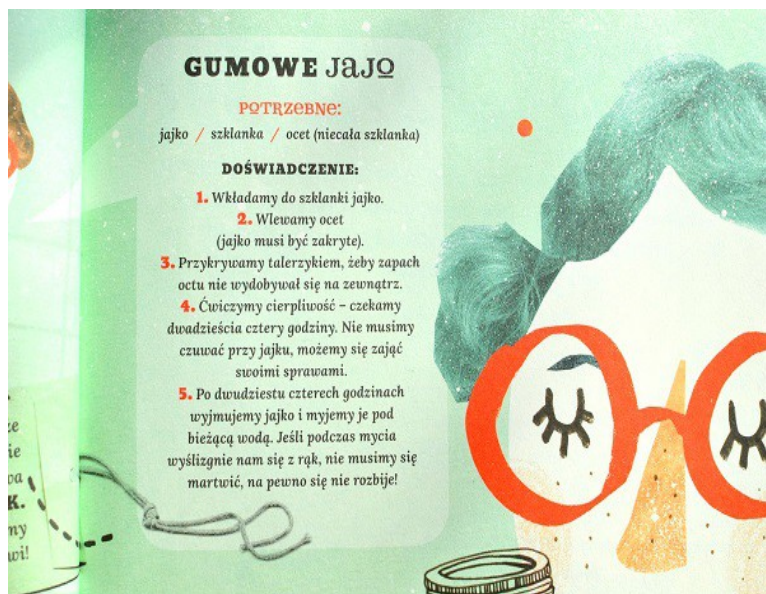 GUMOWE JAJO
POTRZEBNE:
jajko / szklanka / ocet (niecała szklanka)
DOŚWIADCZENIE:
1. Wkładamy do szklanki jajko.
2. Wlewamy ocet
(jajko musi być zakryte).
3. Przykrywamy talerzykiem, żeby zapach
octu nie wydobywał się na zewnątrz.
4. Ćwiczymy cierpliwość – czekamy
dwadzieścia cztery godziny. Nie musimy
czuwać przy jajku, możemy się zająć
swoimi sprawami.
5. Po dwudziestu czterech godzinach
wyjmujemy jajko i myjemy je pod
bieżącą wodą. Jeśli podczas mycia
wyślizgnie nam się z rąk, nie musimy się
martwić, na pewno się nie rozbije!